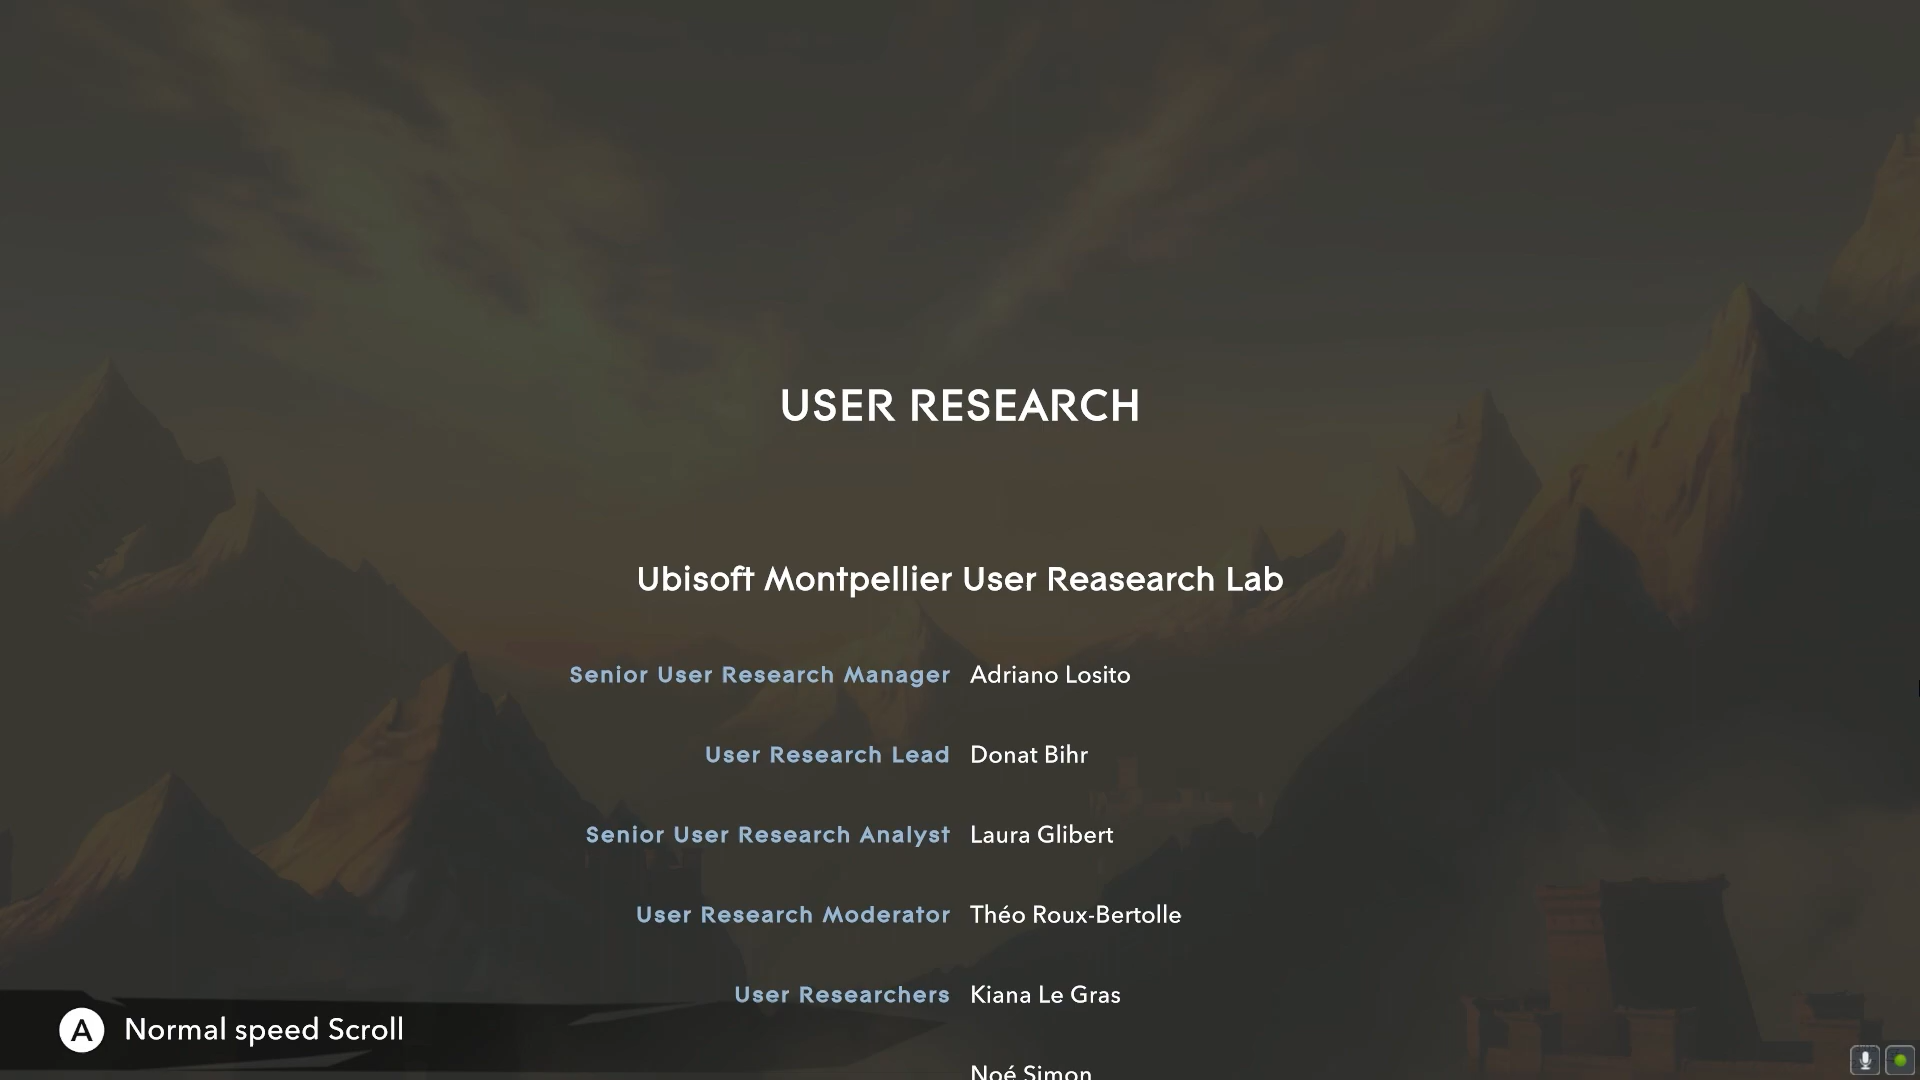 USER RESEARCH
Ubisoft Montpellier User Reasearch Lab
Senior User Research Manager Adriano Losito
User Research Lead Donat Bihr
Senior User Research Analyst Laura Glibert
User Research Moderator Théo Roux-Bertolle
User Researchers Kiana Le Gras
Noé Simon
A Normal speed Scroll